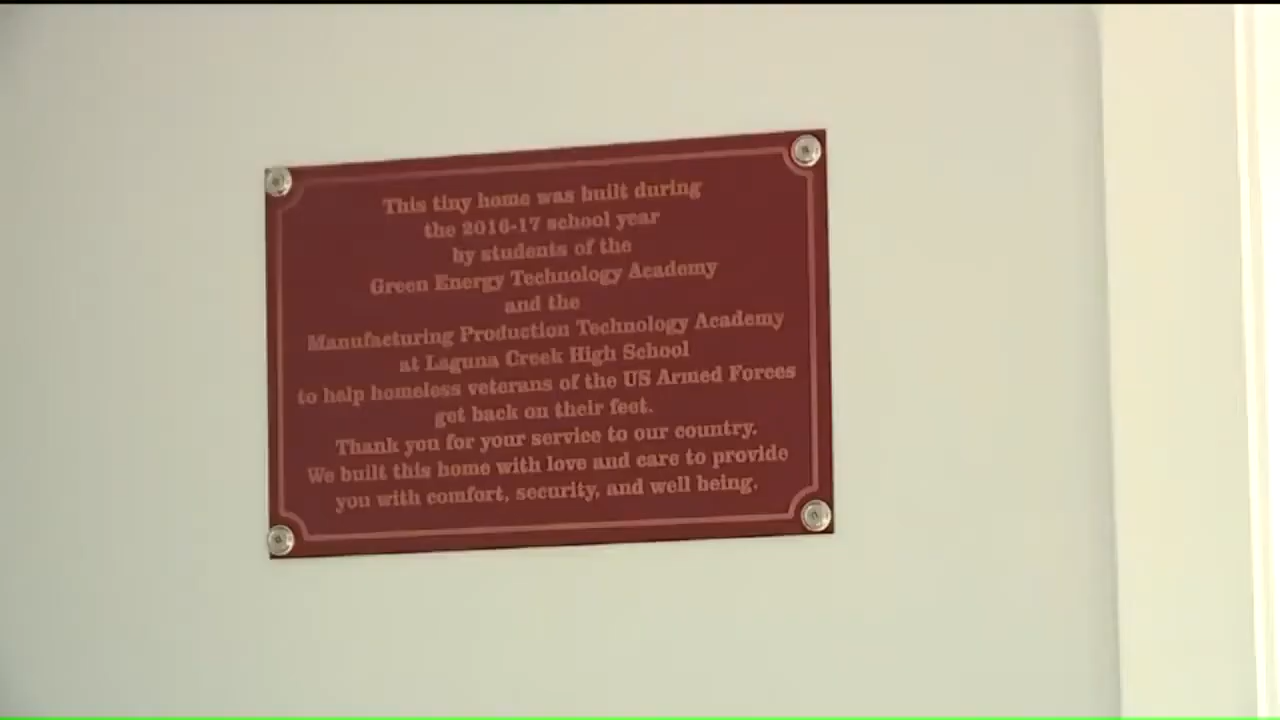 This tiny home was built during
the 2016-17 school year
by students of the
Green Energy Technology Academy
and the
Manufacturing Production Technology Academy
at Laguna Creek High School
to help homeless veterans of the US Armed Forces
get back on their feet.
Thank you for your service to our country.
We built this home with love and care to provide
you with comfort, security, and well being.